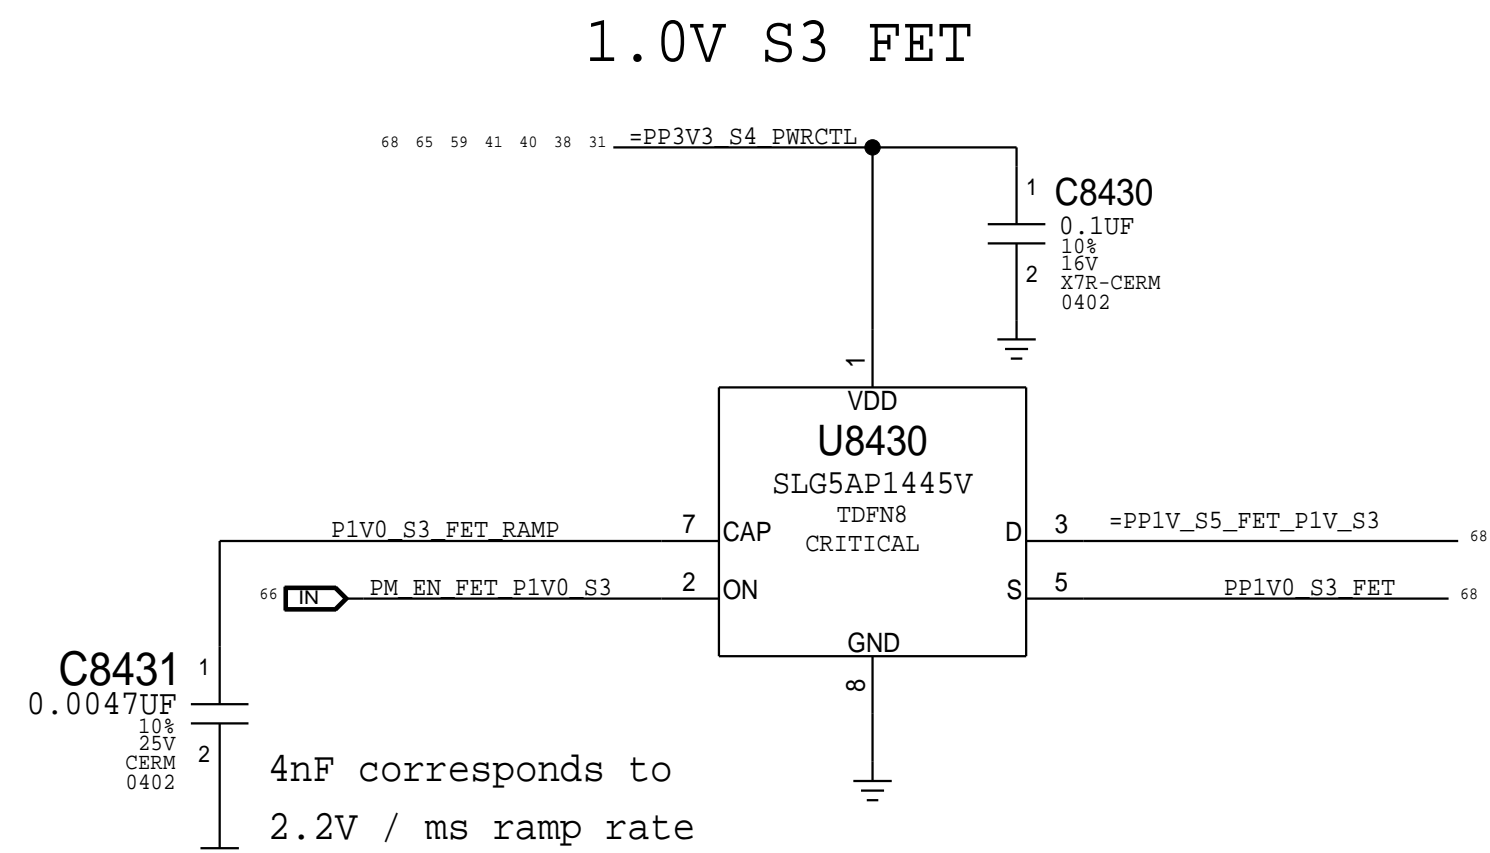 1.0V S3 FET
68 65 59 41 40 38 31 =PP3V3_S4_PWRCTL
1
C8430
0.1UF
10%
16V
2
X7R-CERM
0402
1
VDD
U8430
SLG5AP1445V
TDFN8
CRITICAL
P1V0_S3_FET_RAMP
7
CAP
D
3
=PP1V_S5_FET_P1V_S3
68
66
IN
PM_EN_FET_P1V0_S3
2
ON
S
5
PP1V0_S3_FET
68
GND
8
C8431
1
0.0047UF
10%
25V
2
CERM
0402
4nF corresponds to
2.2V / ms ramp rate